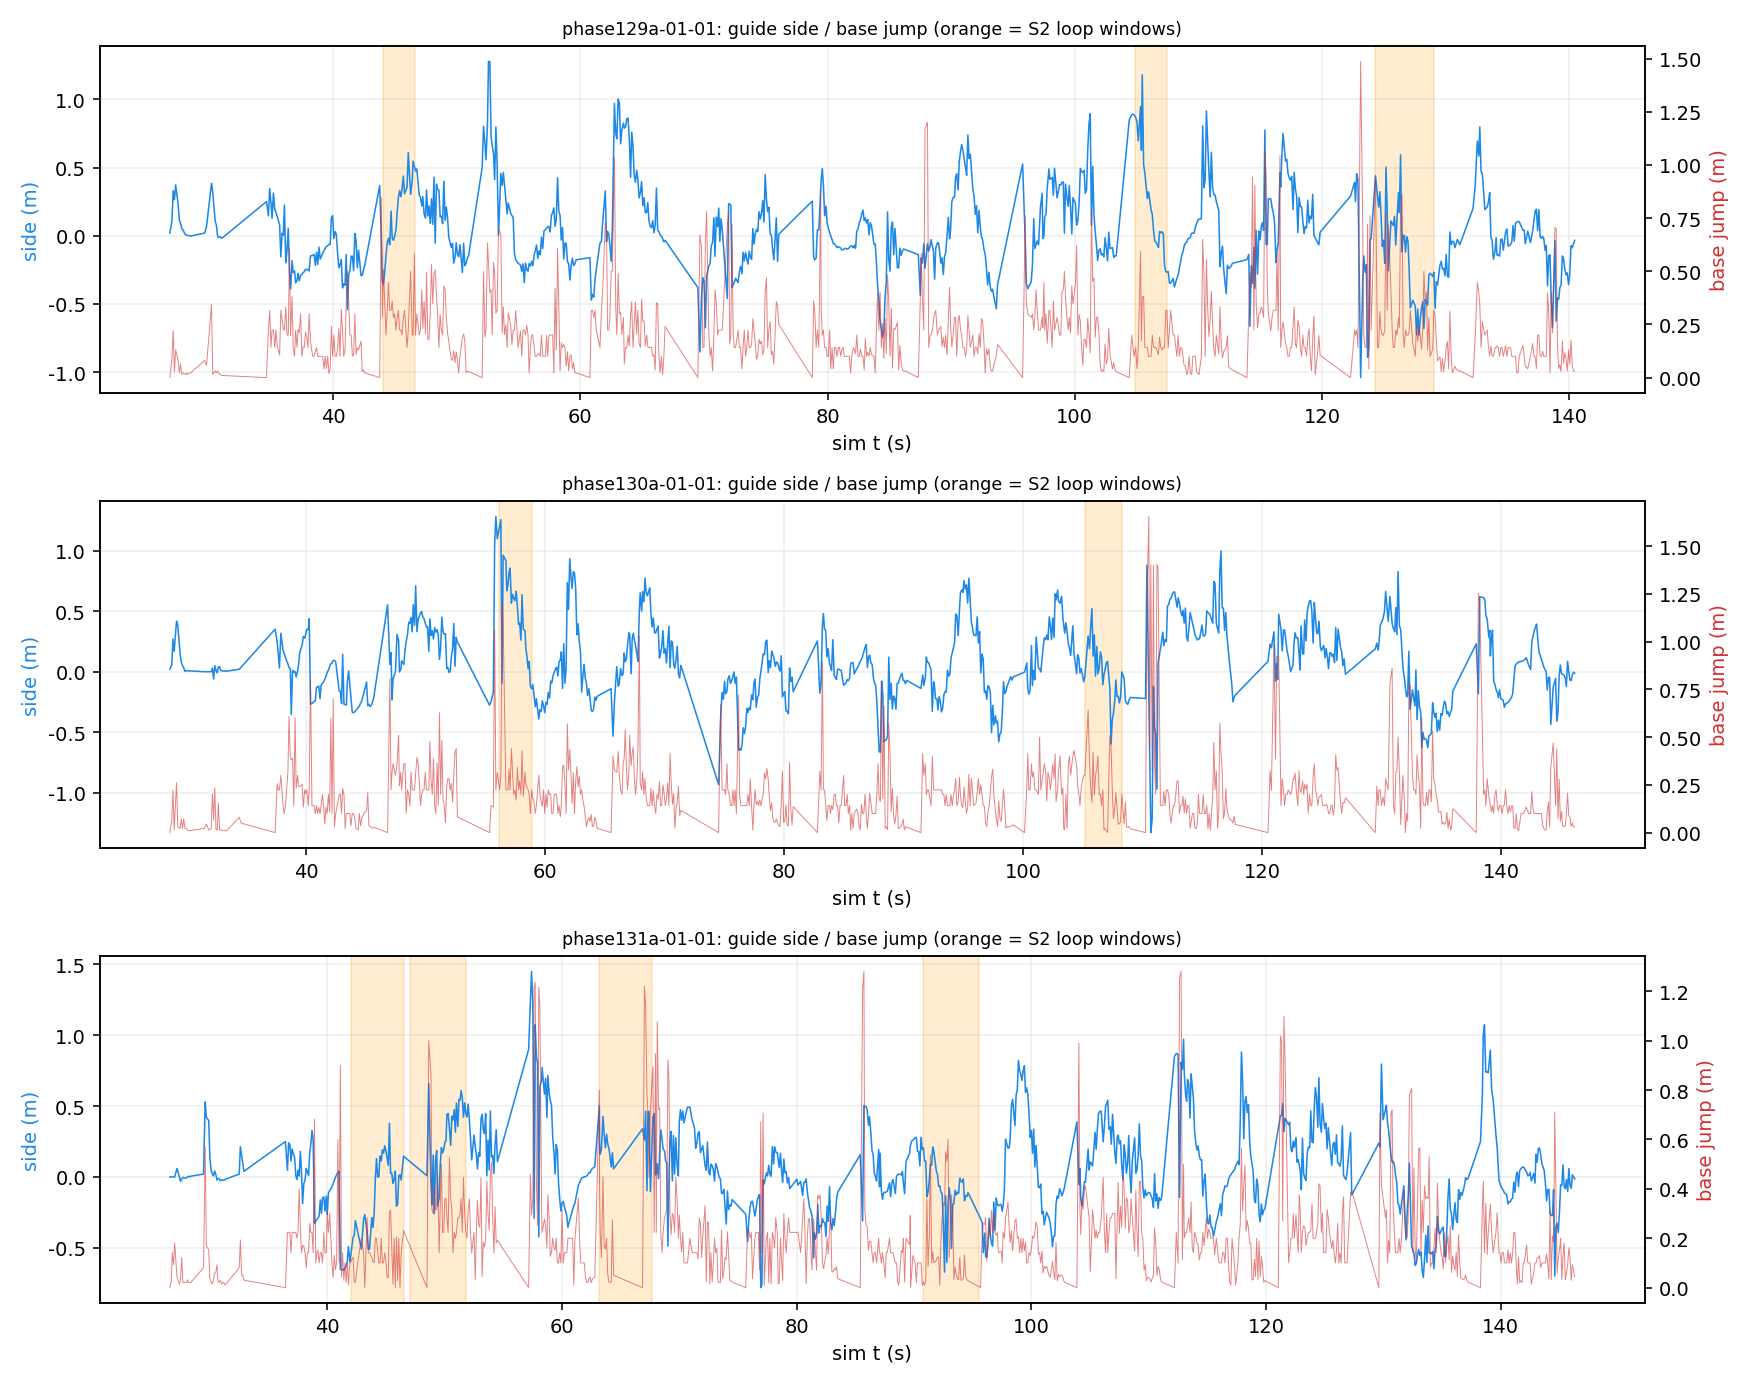 phase129a-01-01: guide side / base jump (orange = S2 loop windows)
1.0
0.5
0.0
-0.5
-1.0
side (m)
1.50
1.25
1.00
0.75
0.50
0.25
0.00
base jump (m)
40 60 80 100 120 140
sim t (s)
phase130a-01-01: guide side / base jump (orange = S2 loop windows)
1.0
0.5
0.0
-0.5
-1.0
side (m)
1.50
1.25
1.00
0.75
0.50
0.25
0.00
base jump (m)
40 60 80 100 120 140
sim t (s)
phase131a-01-01: guide side / base jump (orange = S2 loop windows)
1.5
1.0
0.5
0.0
-0.5
side (m)
1.2
1.0
0.8
0.6
0.4
0.2
0.0
base jump (m)
40 60 80 100 120 140
sim t (s)